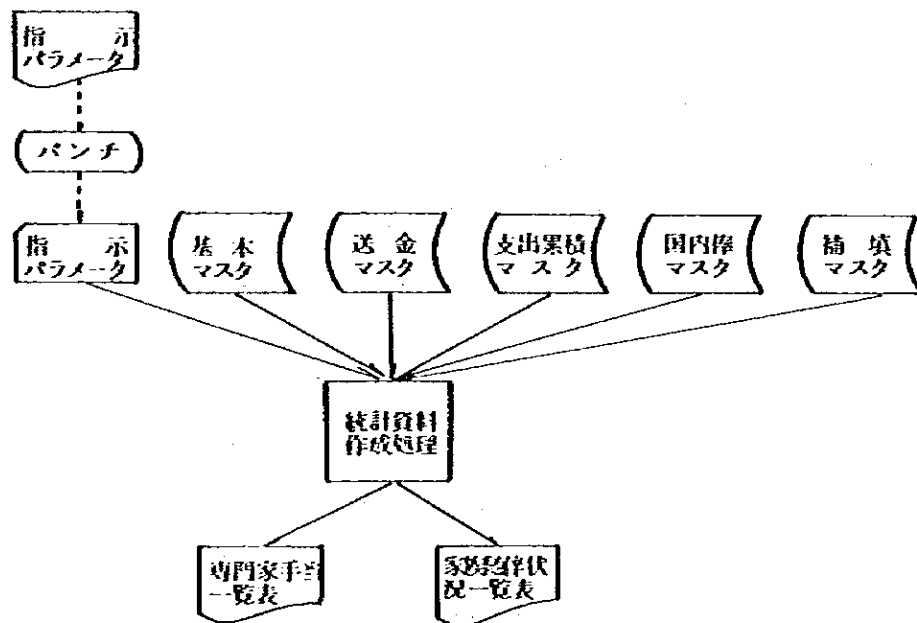 指示
パラメータ
パンチ
指示
パラメータ
基本
マスタ
送金
マスタ
支出累積
マスタ
国内俸
マスタ
補填
マスタ
統計資料
作成処理
専門家手当
一覧表
状
況一覧表